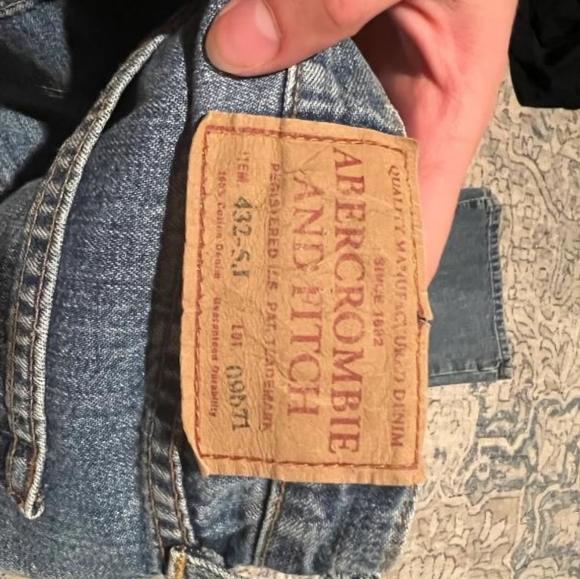 QUALITY MANUFACTURED DENIM
SINCE 1892
ABERCROMBIE
AND FITCH
REGISTERED U.S. PAT. TRADEMARK
ITEM 432-SJ / LOT 09571
100% Cotton Denim Guaranteed Durability